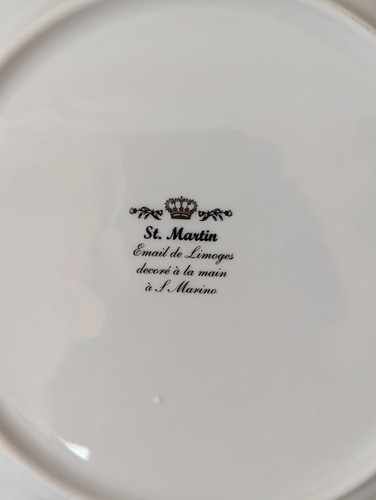 St. Martin
Email de Limoges
decoré à la main
à S Marino